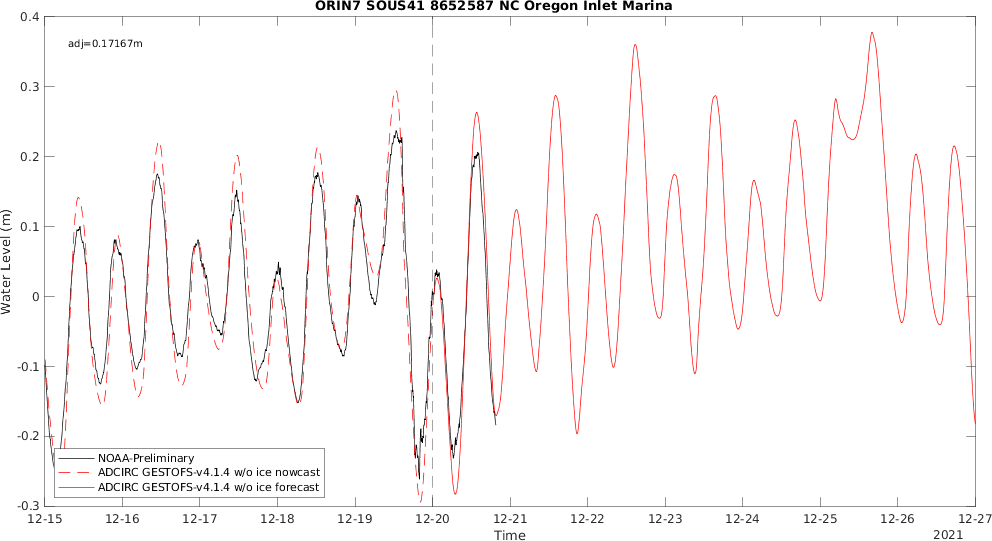 ORIN7 SOUS41 8652587 NC Oregon Inlet Marina
0.4
adj=0.17167m
0.3
0.2
0.1
0
-0.1
-0.2
-0.3
Water Level (m)
NOAA-Preliminary
ADCIRC GESTOFS-v4.1.4 w/o ice nowcast
ADCIRC GESTOFS-v4.1.4 w/o ice forecast
12-15 12-16 12-17 12-18 12-19 12-20 12-21 12-22 12-23 12-24 12-25 12-26 12-27
Time
2021